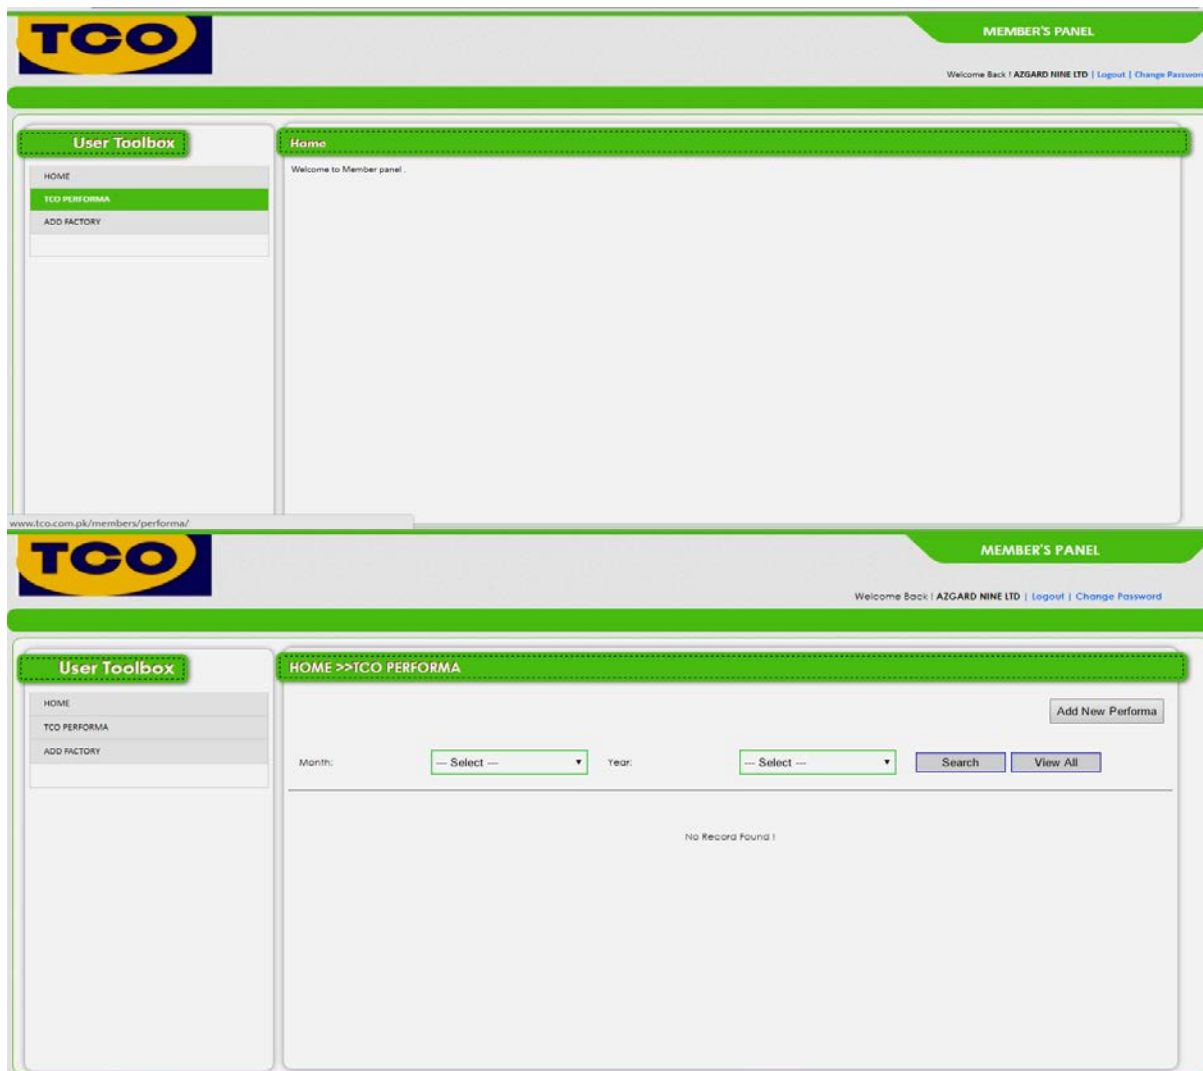 TCO
MEMBER'S PANEL
Welcome Back ! AZGARD NINE LTD | Logout | Change Password
User Toolbox
HOME
TCO PERFORMA
ADD FACTORY
Home
Welcome to Member panel .
www.tco.com.pk/members/performa/
TCO
MEMBER'S PANEL
Welcome Back ! AZGARD NINE LTD | Logout | Change Password
User Toolbox
HOME
TCO PERFORMA
ADD FACTORY
HOME >>TCO PERFORMA
Add New Performa
Month: --- Select --- Year: --- Select --- Search View All
No Record Found !